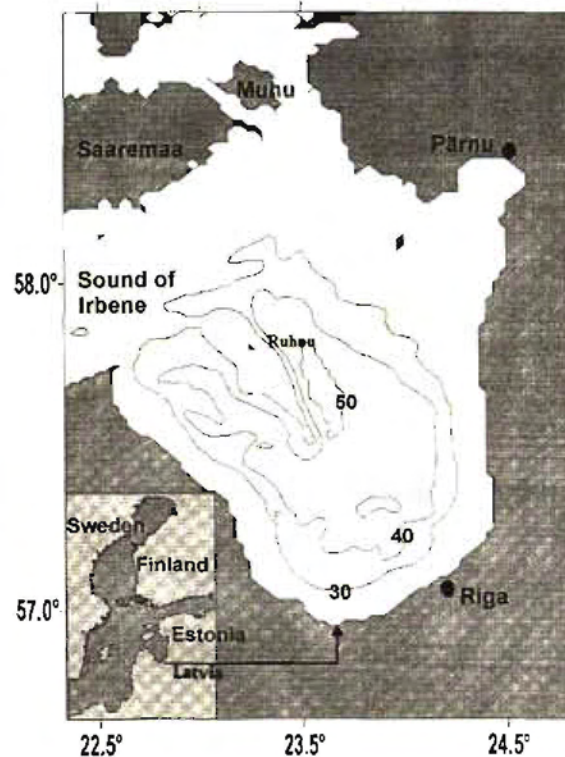 Muhu
Saaremaa
Pärnu
58.0°
Sound of
Irbene
Ruhnu
50
Sweden
Finland
40
30
57.0°
Riga
Estonia
Latvia
22.5°
23.5°
24.5°